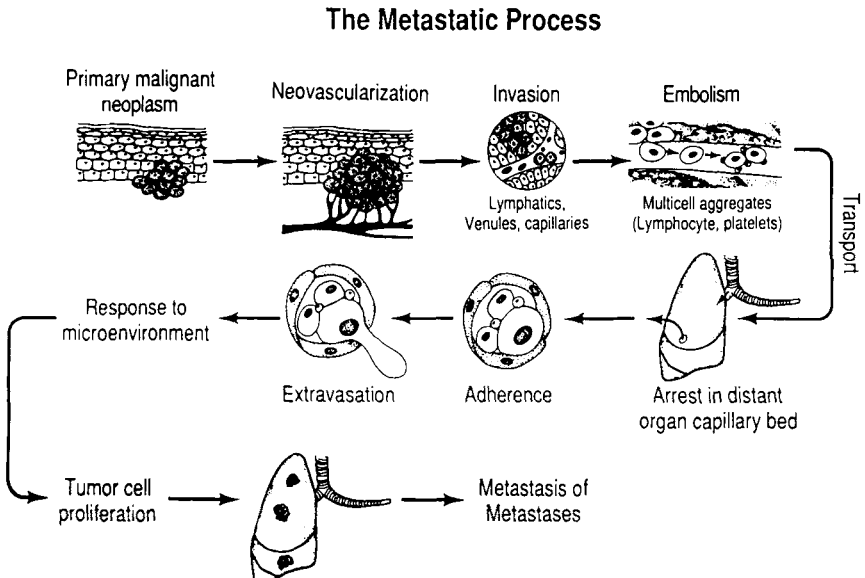 The Metastatic Process
Primary malignant
neoplasm
Neovascularization
Invasion
Embolism
Lymphatics,
Venules, capillaries
Multicell aggregates
(Lymphocyte, platelets)
Transport
Arrest in distant
organ capillary bed
Adherence
Extravasation
Response to
microenvironment
Tumor cell
proliferation
Metastasis of
Metastases